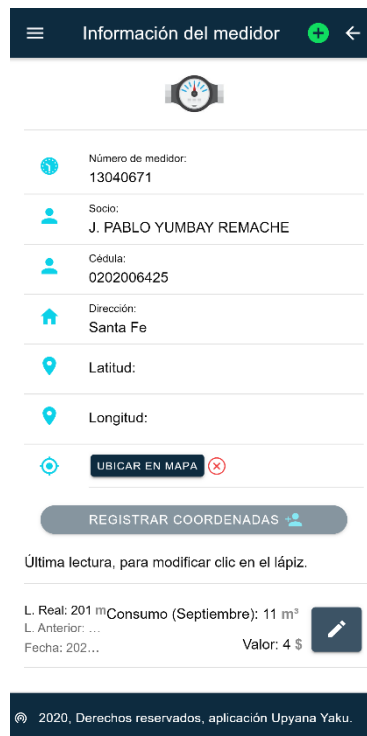 Información del medidor
Número de medidor:
13040671
Socio:
J. PABLO YUMBAY REMACHE
Cédula:
0202006425
Dirección:
Santa Fe
Latitud:
Longitud:
UBICAR EN MAPA
REGISTRAR COORDENADAS
Última lectura, para modificar clic en el lápiz.
L. Real: 201 m
Consumo (Septiembre): 11 m³
L. Anterior: ...
Fecha: 202...
Valor: 4 $
2020, Derechos reservados, aplicación Upyana Yaku.